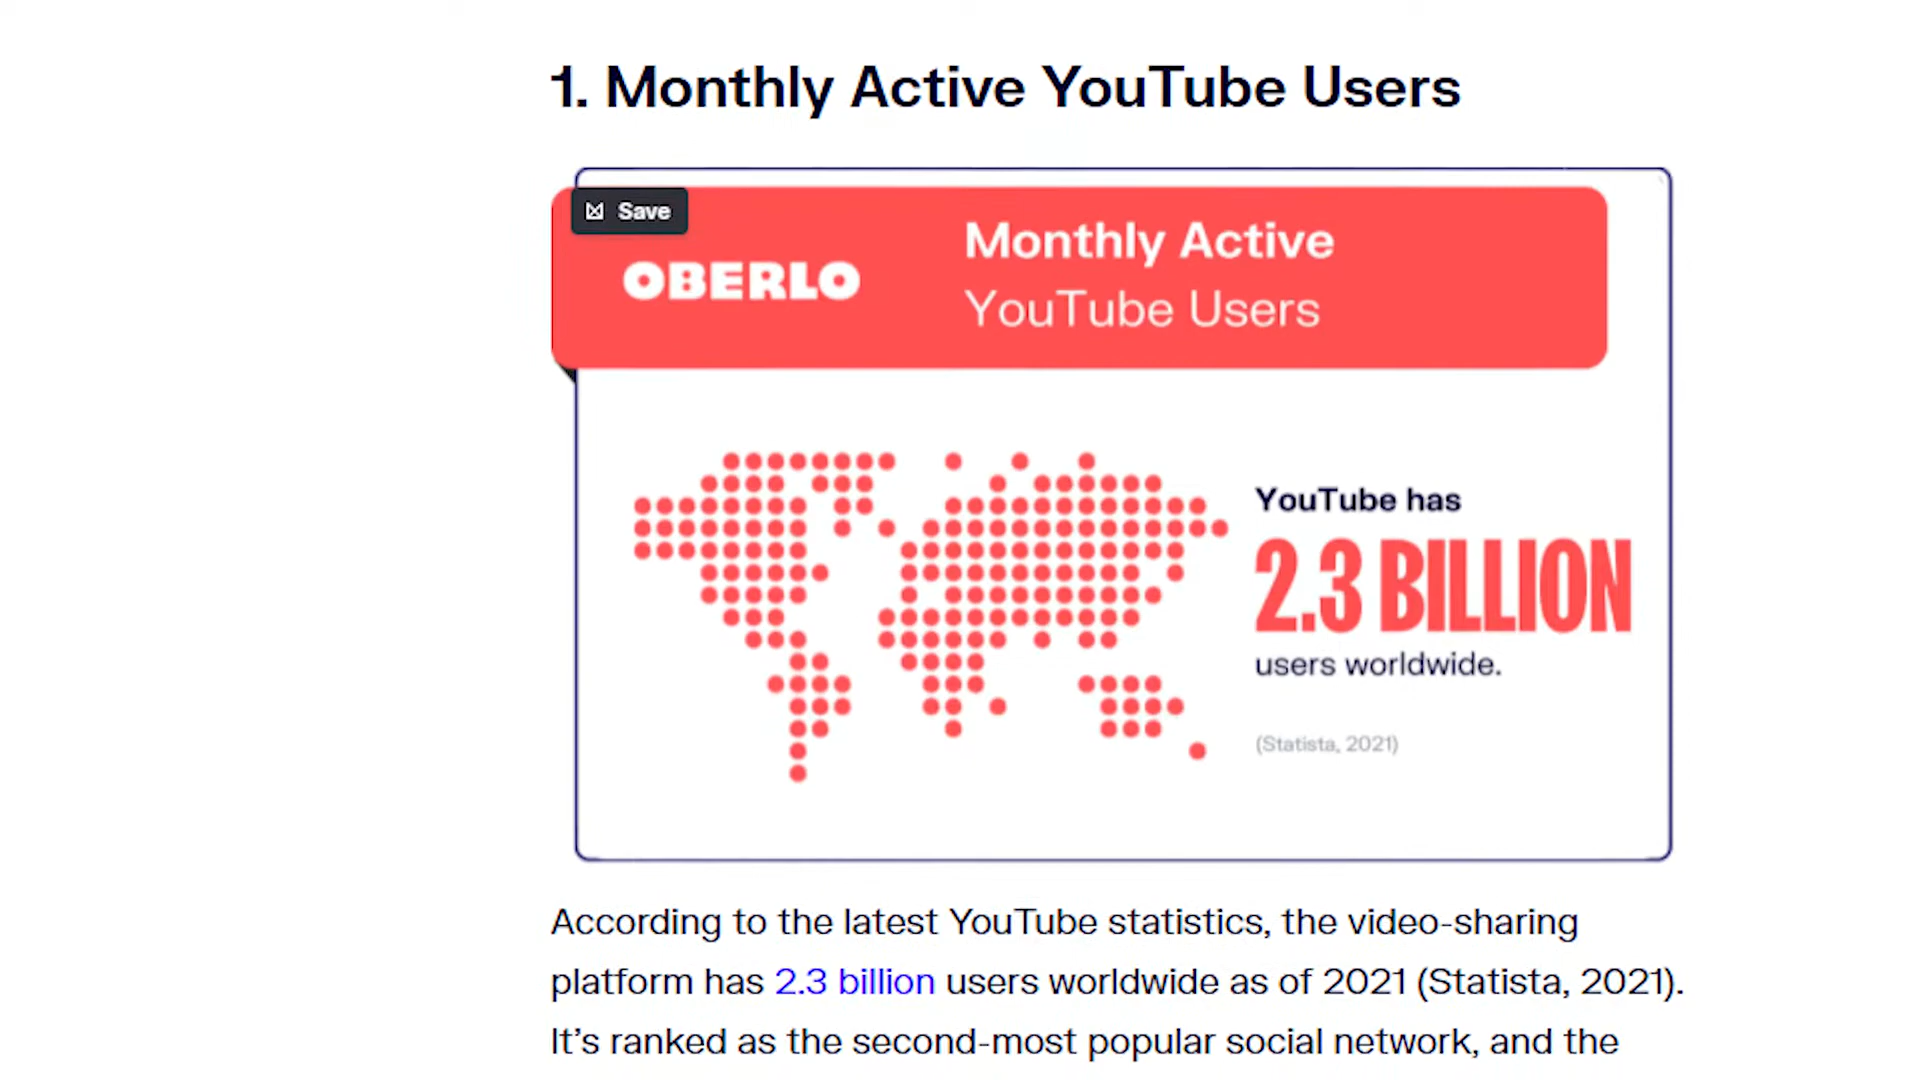 1. Monthly Active YouTube Users
Save
OBERLO
Monthly Active
YouTube Users
YouTube has
2.3 BILLION
users worldwide.
(Statista, 2021)
According to the latest YouTube statistics, the video-sharing
platform has 2.3 billion users worldwide as of 2021 (Statista, 2021).
It’s ranked as the second-most popular social network, and the